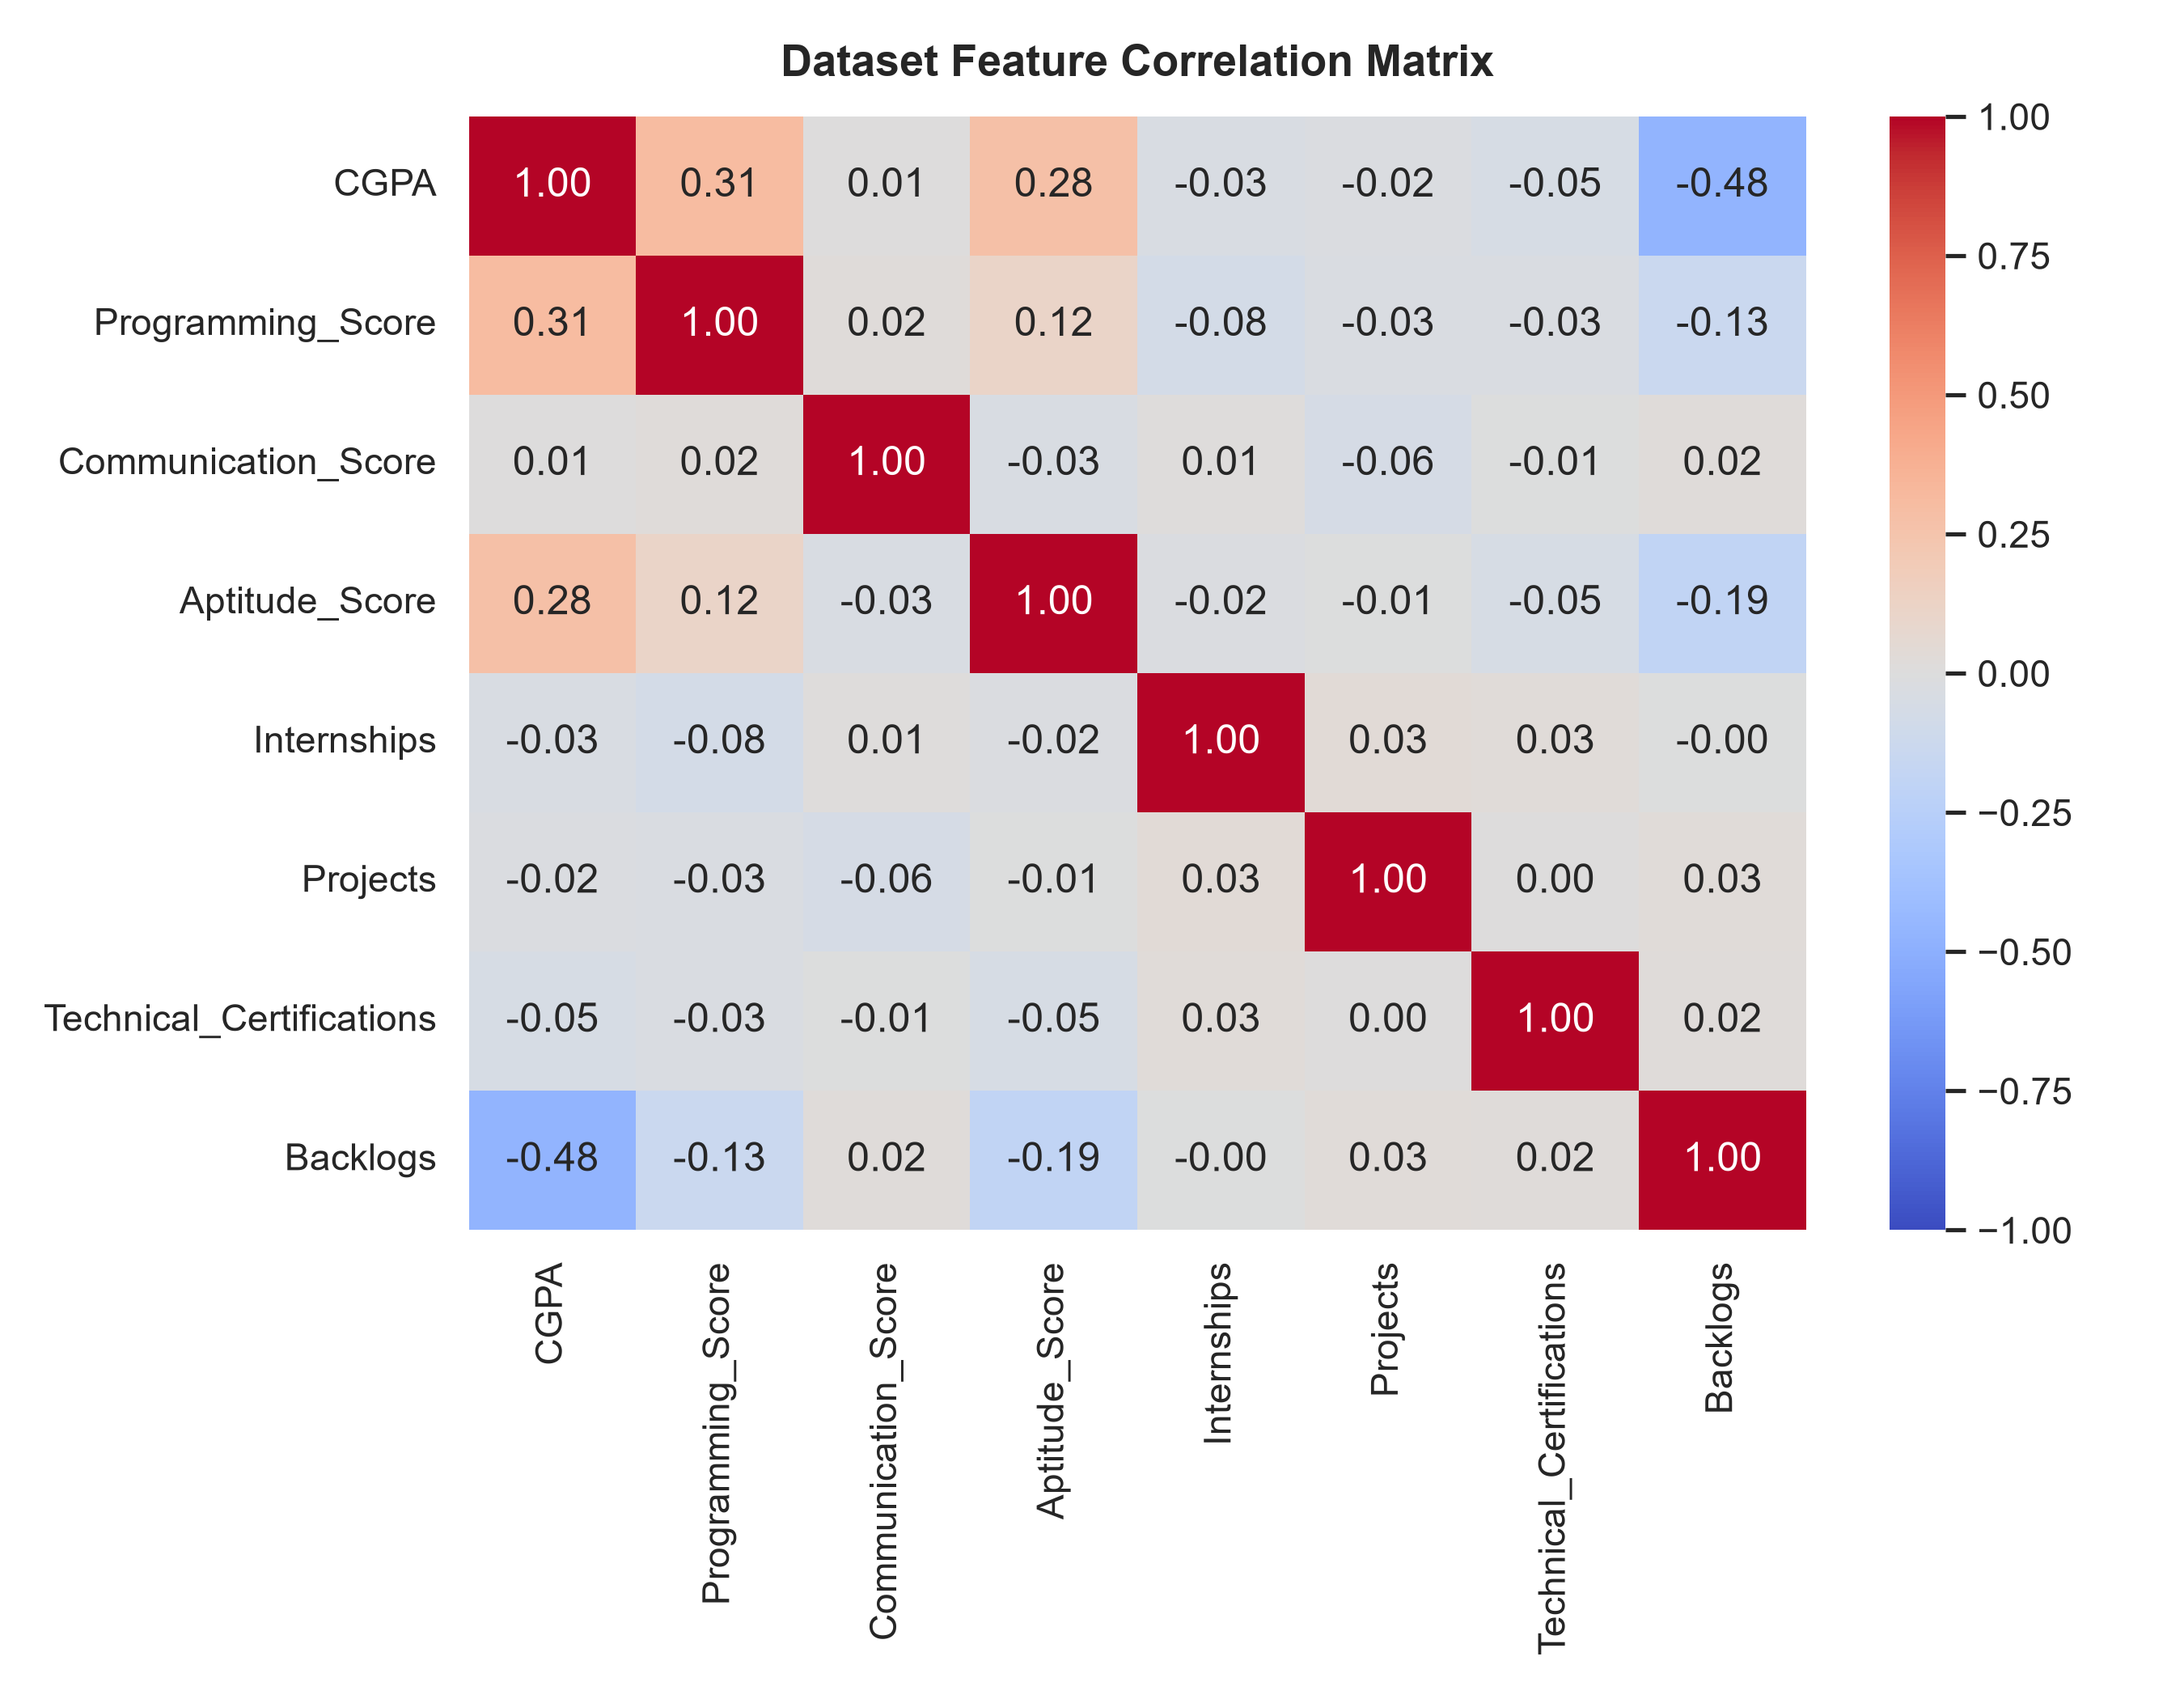 Dataset Feature Correlation Matrix
CGPA 1.00 0.31 0.01 0.28 -0.03 -0.02 -0.05 -0.48
Programming_Score 0.31 1.00 0.02 0.12 -0.08 -0.03 -0.03 -0.13
Communication_Score 0.01 0.02 1.00 -0.03 0.01 -0.06 -0.01 0.02
Aptitude_Score 0.28 0.12 -0.03 1.00 -0.02 -0.01 -0.05 -0.19
Internships -0.03 -0.08 0.01 -0.02 1.00 0.03 0.03 -0.00
Projects -0.02 -0.03 -0.06 -0.01 0.03 1.00 0.00 0.03
Technical_Certifications -0.05 -0.03 -0.01 -0.05 0.03 0.00 1.00 0.02
Backlogs -0.48 -0.13 0.02 -0.19 -0.00 0.03 0.02 1.00
CGPA
Programming_Score
Communication_Score
Aptitude_Score
Internships
Projects
Technical_Certifications
Backlogs
1.00
0.75
0.50
0.25
0.00
−0.25
−0.50
−0.75
−1.00